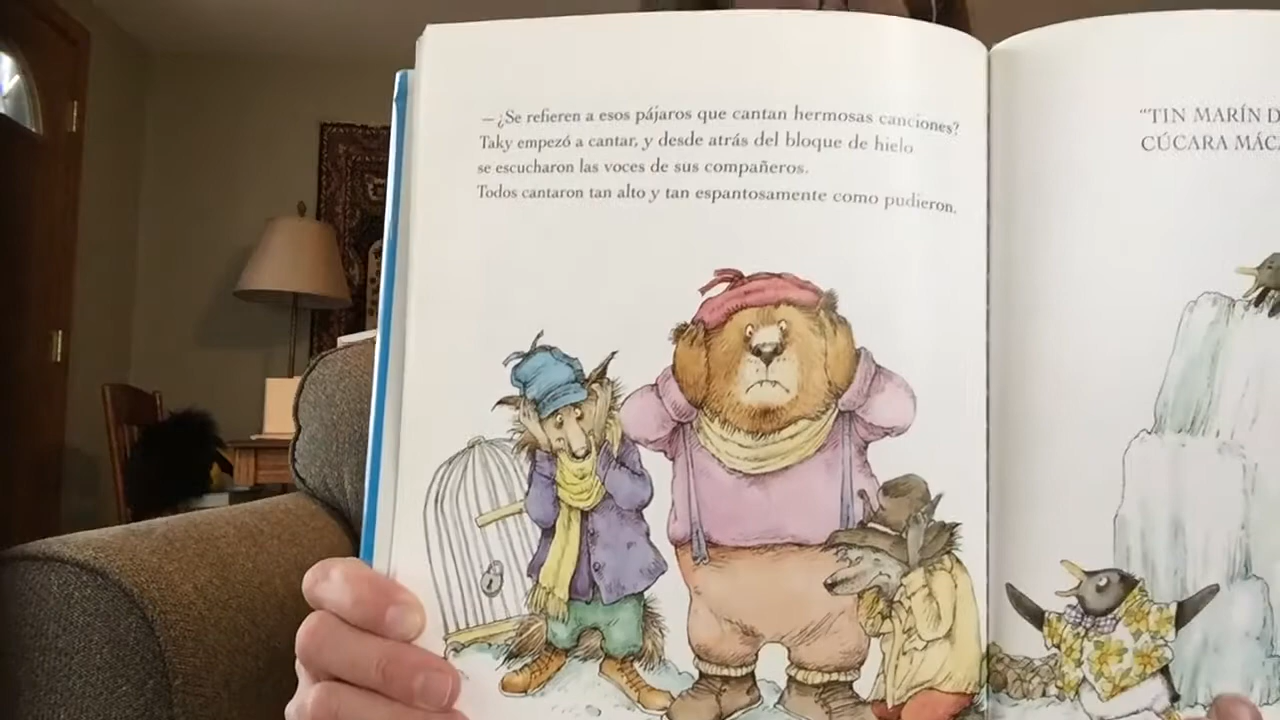 —¿Se refieren a esos pájaros que cantan hermosas canciones?
Taky empezó a cantar, y desde atrás del bloque de hielo
se escucharon las voces de sus compañeros.
Todos cantaron tan alto y tan espantosamente como pudieron,
"TIN MARÍN D
CÚCARA MÁC